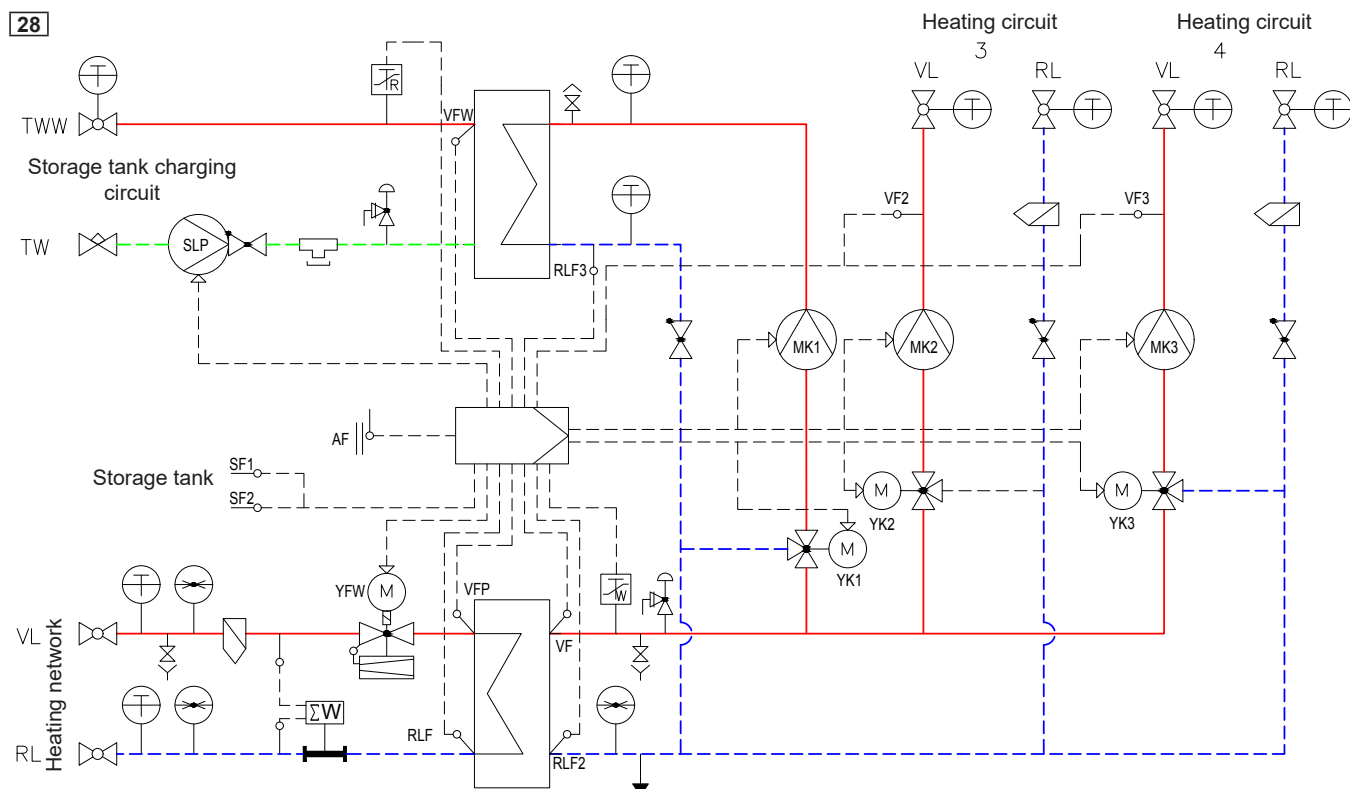 28
Heating circuit
3
Heating circuit
4
VL
RL
VL
RL
T
T
T
T
T
T
T
R
TWW
VFW
Storage tank charging
circuit
TW
SLP
RLF3
VF2
VF3
MK1
MK2
MK3
AF
SF1
Storage tank
SF2
M
YK2
M
YK3
M
YK1
T
YFW
M
VFP
W
VL
VF
Heating network
T
ΣW
RL
RLF
RLF2